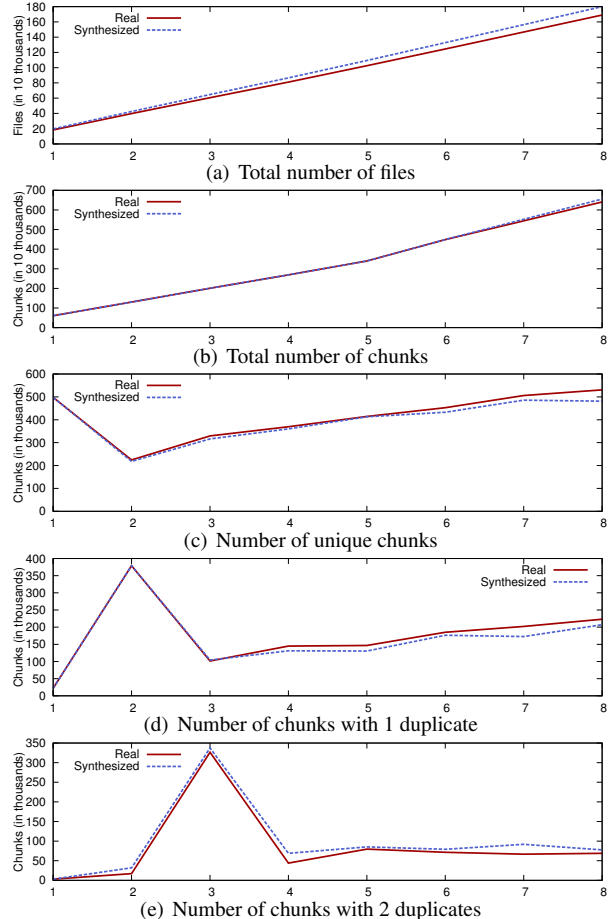 Files (in 10 thousands)
180
160
140
120
100
80
60
40
20
0
Real
Synthesized
1 2 3 4 5 6 7 8
(a) Total number of files
Chunks (in 10 thousands)
700
600
500
400
300
200
100
0
Real
Synthesized
1 2 3 4 5 6 7 8
(b) Total number of chunks
Chunks (in thousands)
600
500
400
300
200
100
0
Real
Synthesized
1 2 3 4 5 6 7 8
(c) Number of unique chunks
Chunks (in thousands)
400
350
300
250
200
150
100
50
0
Real
Synthesized
1 2 3 4 5 6 7 8
(d) Number of chunks with 1 duplicate
Chunks (in thousands)
350
300
250
200
150
100
50
0
Real
Synthesized
1 2 3 4 5 6 7 8
(e) Number of chunks with 2 duplicates